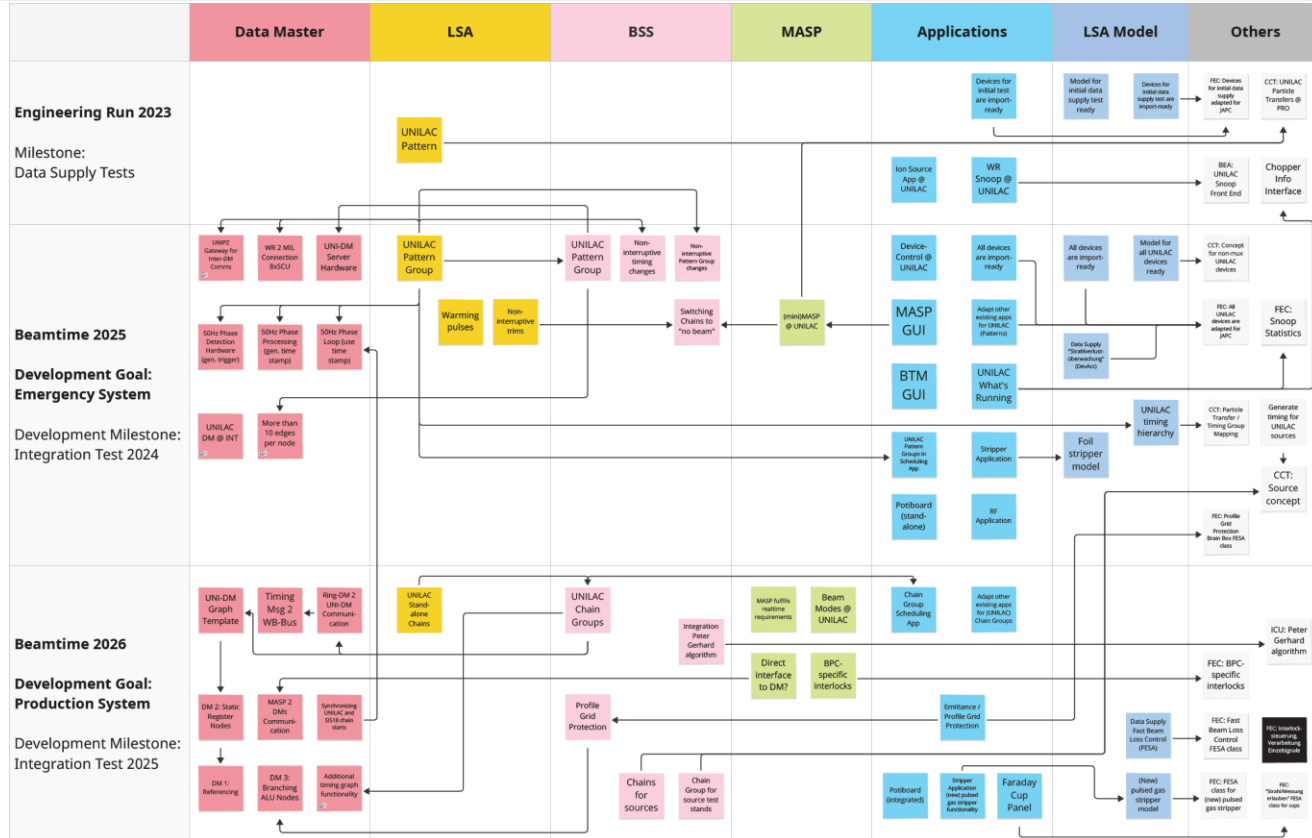 Data Master
LSA
BSS
MASP
Applications
LSA Model
Others
Engineering Run 2023
Milestone:
Data Supply Tests
UNILAC
Pattern
Devices for
initial test
are import-
ready
Ion Source
App @
UNILAC
WR
Snoop @
UNILAC
Model for
initial data
supply test
ready
Devices for
initial data
supply test are
import-ready
FEC: Devices
for initial data
supply
adapted for
JAPC
CCT: UNILAC
Particle
Transfers @
PRO
BEA:
UNILAC
Snoop
Front End
Chopper
Info
Interface
Beamtime 2025
Development Goal:
Emergency System
Development Milestone:
Integration Test 2024
UNIPZ
Gateway for
inter-DM
Comms
WR 2 MIL
Connection
8xSCU
UNI-DM
Server
Hardware
50Hz Phase
Detection
Hardware
(gen. trigger)
50Hz Phase
Processing
(gen. time
stamp)
50Hz Phase
Loop (use
time
stamp)
UNILAC
DM @ INT
More than
10 edges
per node
UNILAC
Pattern
Group
Warming
pulses
Non-
interruptive
trims
UNILAC
Pattern
Group
Non-
interruptive
timing
changes
Non-
interruptive
Pattern Group
changes
Switching
Chains to
"no beam"
(mini)MASP
@ UNILAC
Device-
Control @
UNILAC
All devices
are import-
ready
MASP
GUI
Adapt other
existing apps
for UNILAC
(Patterns)
BTM
GUI
UNILAC
What's
Running
UNILAC
Pattern
Groups in
Scheduling
App
Stripper
Application
Potiboard
(stand-
alone)
RF
Application
All devices
are import-
ready
Model for
all UNILAC
devices
ready
Data Supply
"Strahlverlust-
überwachung"
(DevAcc)
UNILAC
timing
hierarchy
Foil
stripper
model
CCT:
Concept for
non-mux
UNILAC
devices
FEC: All
UNILAC
devices are
adapted for
JAPC
FEC:
Snoop
Statistics
CCT: Particle
Transfer /
Timing Group
Mapping
Generate
timing for
UNILAC
sources
CCT:
Source
concept
FEC: Profile
Grid
Protection
Brain Box FESA
class
Beamtime 2026
Development Goal:
Production System
Development Milestone:
Integration Test 2025
UNI-DM
Graph
Template
Timing
Msg 2
WB-Bus
Ring-DM 2
UNI-DM
Communi-
cation
DM 2: Static
Register
Nodes
MASP 2
DMs
Communi-
cation
Synchronizing
UNILAC and
SIS18 chain
starts
DM 1:
Referencing
DM 3:
Branching
ALU Nodes
Additional
timing graph
functionality
UNILAC
Stand-
alone
Chains
UNILAC
Chain
Groups
Integration
Peter
Gerhard
algorithm
Profile
Grid
Protection
Chains
for
sources
Chain
Group for
source test
stands
MASP fulfills
realtime
requirements
Beam
Modes @
UNILAC
Direct
interface
to DM?
BPC-
specific
interlocks
Chain
Group
Scheduling
App
Adapt other
existing apps
for (UNILAC)
Chain Groups
Emittance /
Profile Grid
Protection
Potiboard
(integrated)
Stripper
Application
(new) pulsed
gas stripper
functionality
Faraday
Cup
Panel
Data Supply
Fast Beam
Loss Control
(FESA)
(New)
pulsed gas
stripper
model
ICU: Peter
Gerhard
algorithm
FEC: BPC-
specific
interlocks
FEC: Fast
Beam Loss
Control
FESA class
FEC: Interlock-
steuerung,
Verarbeitung
Einzelsignale
FEC: FESA
class for
(new) pulsed
gas stripper
FEC:
"Strahl/Messung
erlauben" FESA
class for cups